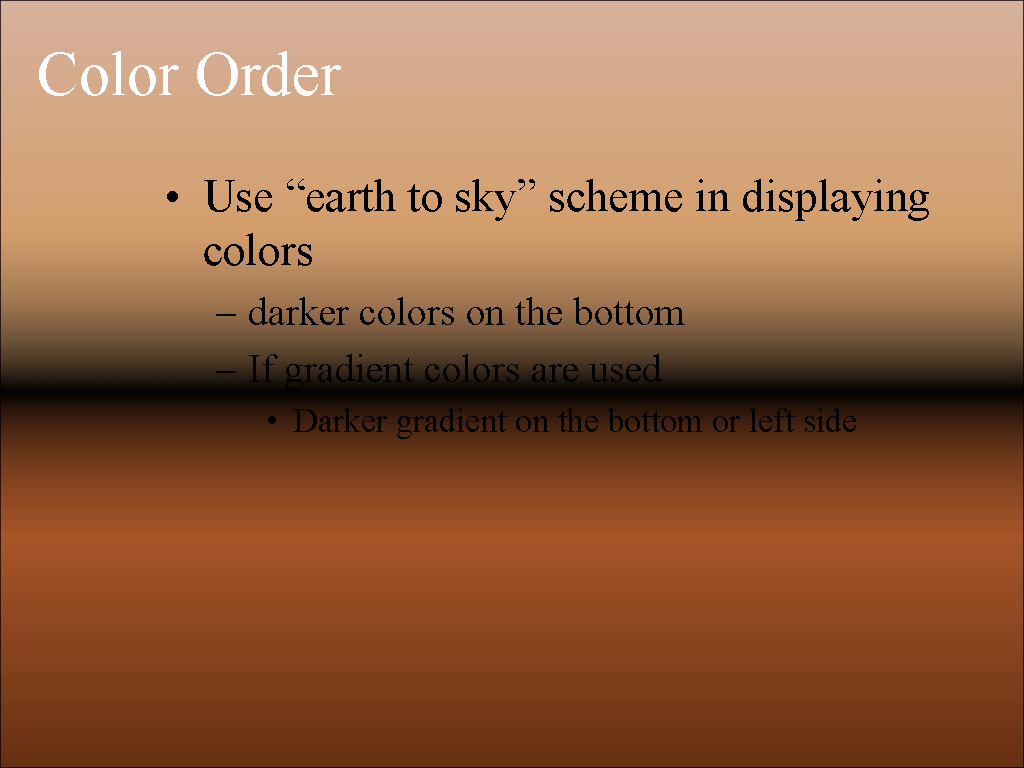 Color Order
• Use “earth to sky” scheme in displaying
colors
– darker colors on the bottom
– If gradient colors are used
• Darker gradient on the bottom or left side